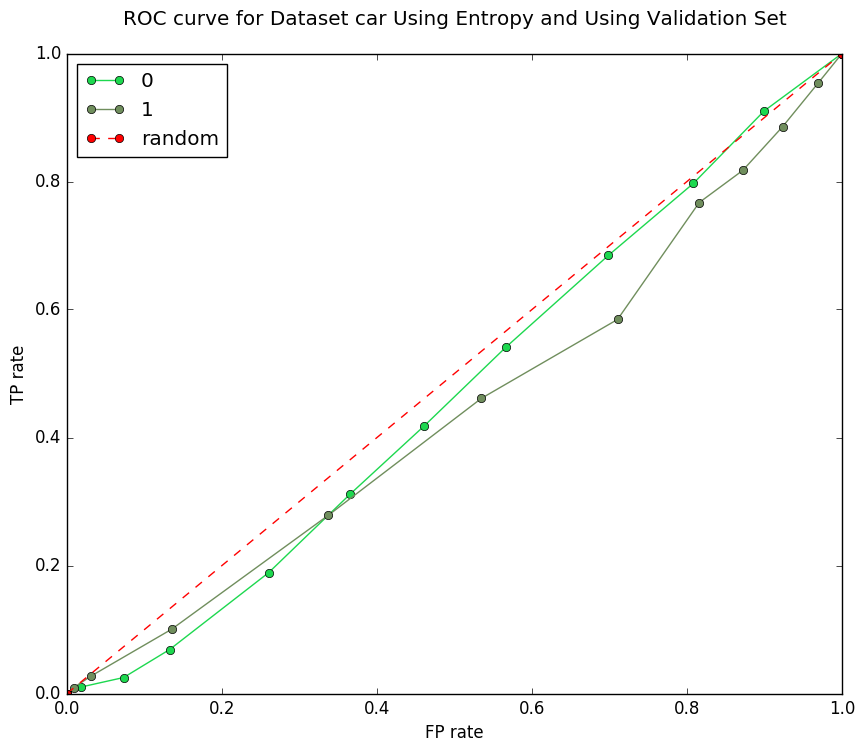 ROC curve for Dataset car Using Entropy and Using Validation Set
1.0
0
1
random
0.8
0.6
TP rate
0.4
0.2
0.0
0.0 0.2 0.4 0.6 0.8 1.0
FP rate